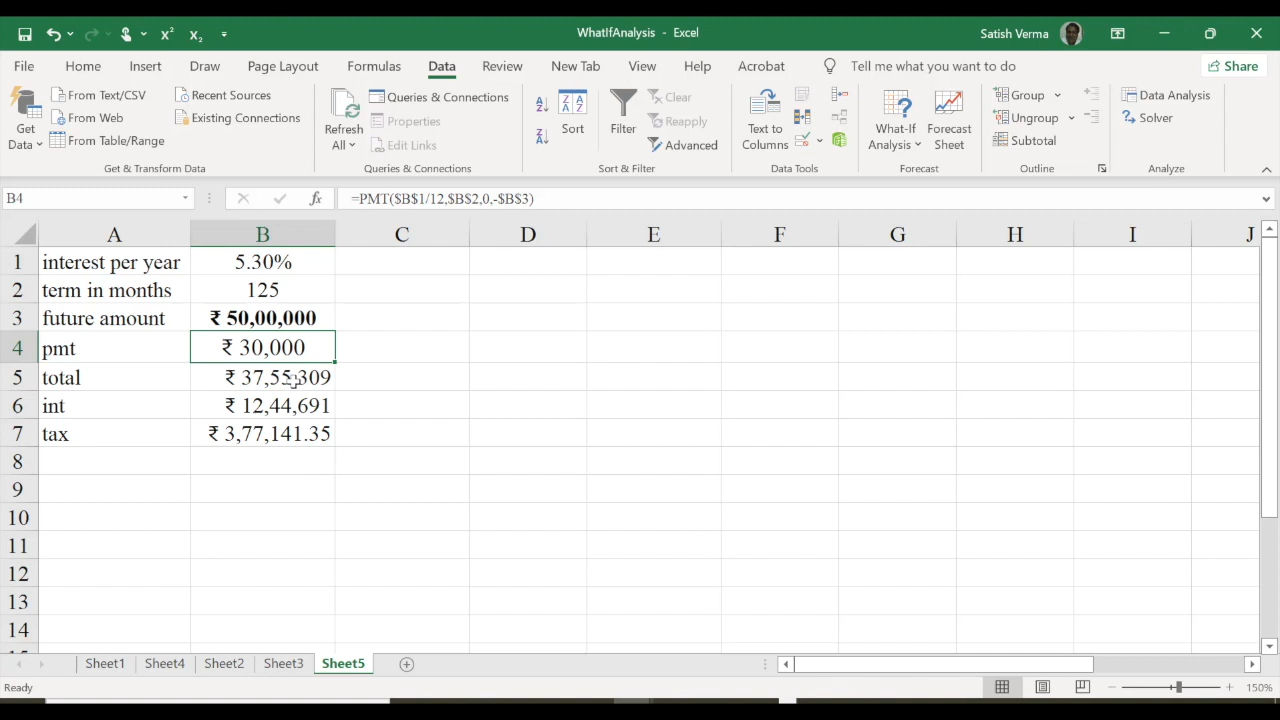 WhatIfAnalysis - Excel
Satish Verma
File Home Insert Draw Page Layout Formulas Data Review New Tab View Help Acrobat Tell me what you want to do Share
Get Data
From Text/CSV
From Web
From Table/Range
Recent Sources
Existing Connections
Get & Transform Data
Refresh All
Queries & Connections
Properties
Edit Links
Queries & Connections
Sort
Filter
Clear
Reapply
Advanced
Sort & Filter
Text to Columns
Data Tools
What-If Analysis
Forecast Sheet
Forecast
Group
Ungroup
Subtotal
Outline
Data Analysis
Solver
Analyze
B4 fx =PMT($B$1/12,$B$2,0,-$B$3)
A B C D E F G H I J
1 interest per year 5.30%
2 term in months 125
3 future amount ₹ 50,00,000
4 pmt ₹ 30,000
5 total ₹ 37,55,309
6 int ₹ 12,44,691
7 tax ₹ 3,77,141.35
8
9
10
11
12
13
14
Sheet1 Sheet4 Sheet2 Sheet3 Sheet5
Ready 150%